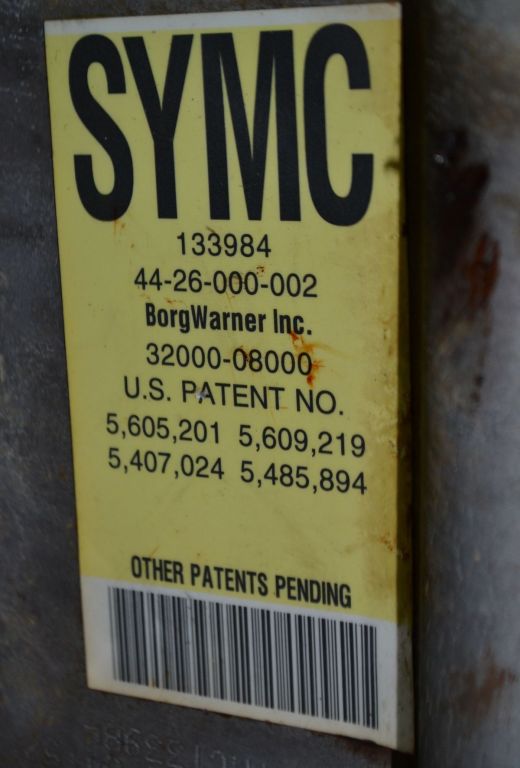 SYMC
133984
44-26-000-002
BorgWarner Inc.
32000-08000
U.S. PATENT NO.
5,605,201 5,609,219
5,407,024 5,485,894
OTHER PATENTS PENDING